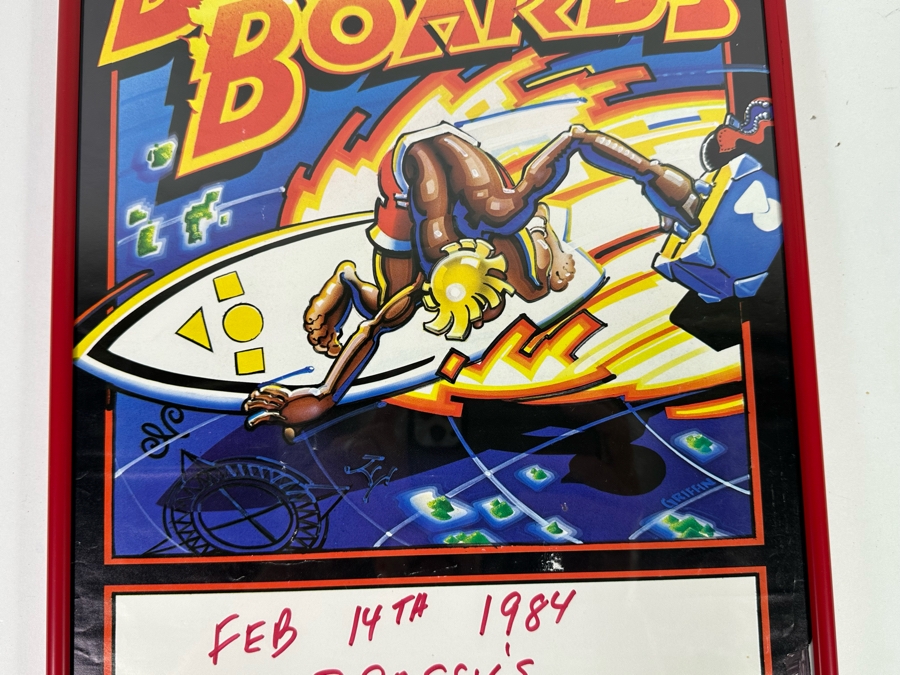 BOARDS
GRIFFIN
FEB 14TH 1984